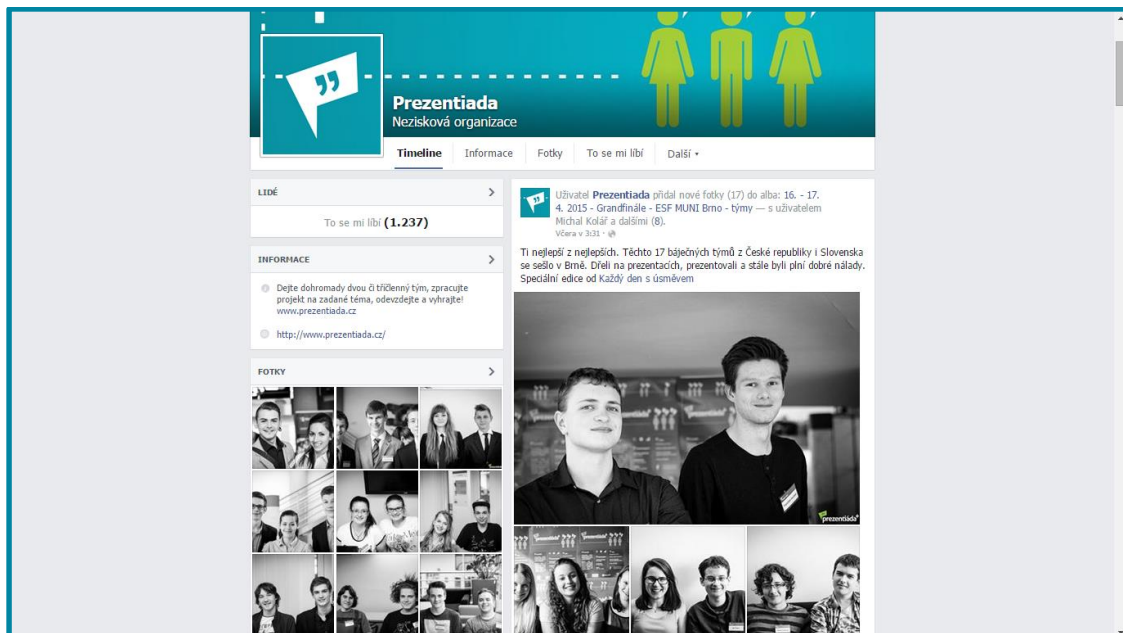 Prezentiada
Nezisková organizace
Timeline
Informace
Fotky
To se mi líbí
Další
LIDÉ
To se mi líbí (1.237)
INFORMACE
Dejte dohromady dvou či tříčlenný tým, zpracujte
projekt na zadané téma, odevzdejte a vyhrajte!
www.prezentiada.cz
http://www.prezentiada.cz/
FOTKY
Uživatel Prezentiada přidal nové fotky (17) do alba: 16. - 17.
4. 2015 - Grandfinále - ESF MUNI Brno - týmy — s uživatelem
Michal Kolář a dalšími (8).
Včera v 3:31 ·
Ti nejlepší z nejlepších. Těchto 17 báječných týmů z České republiky i Slovenska
se sešlo v Brně. Dřeli na prezentacích, prezentovali a stále byli plní dobré nálady.
Speciální edice od Každý den s úsměvem
prezentiáda